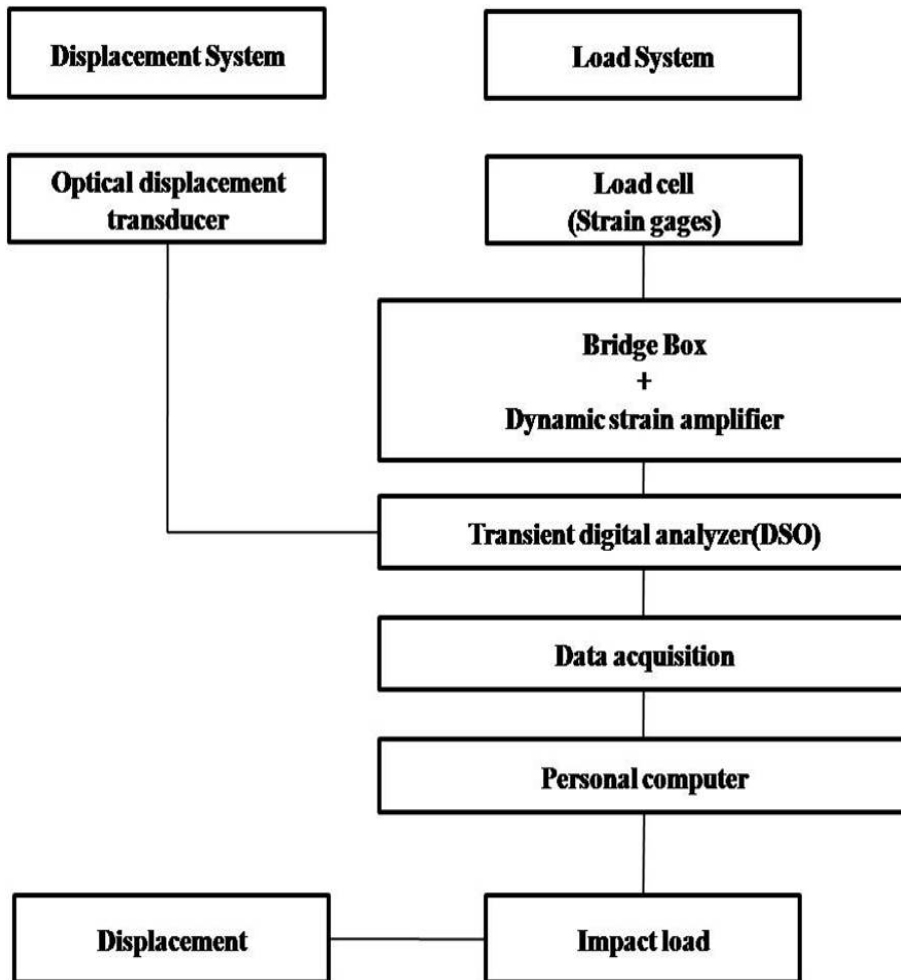 Displacement System
Load System
Optical displacement
transducer
Load cell
(Strain gages)
Bridge Box
+
Dynamic strain amplifier
Transient digital analyzer(DSO)
Data acquisition
Personal computer
Displacement
Impact load